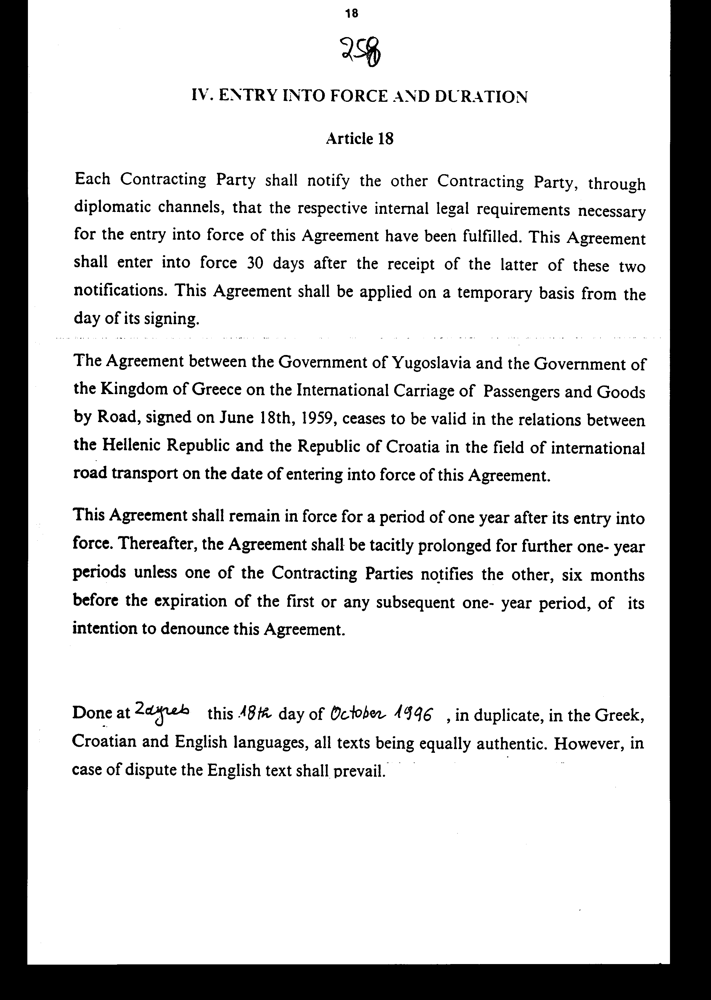 18
258
IV. ENTRY INTO FORCE AND DURATION
Article 18
Each Contracting Party shall notify the other Contracting Party, through
diplomatic channels, that the respective internal legal requirements necessary
for the entry into force of this Agreement have been fulfilled. This Agreement
shall enter into force 30 days after the receipt of the latter of these two
notifications. This Agreement shall be applied on a temporary basis from the
day of its signing.
The Agreement between the Government of Yugoslavia and the Government of
the Kingdom of Greece on the International Carriage of Passengers and Goods
by Road, signed on June 18th, 1959, ceases to be valid in the relations between
the Hellenic Republic and the Republic of Croatia in the field of international
road transport on the date of entering into force of this Agreement.
This Agreement shall remain in force for a period of one year after its entry into
force. Thereafter, the Agreement shall be tacitly prolonged for further one- year
periods unless one of the Contracting Parties notifies the other, six months
before the expiration of the first or any subsequent one- year period, of its
intention to denounce this Agreement.
Done at Zagreb this 18th day of October 1996 , in duplicate, in the Greek,
Croatian and English languages, all texts being equally authentic. However, in
case of dispute the English text shall prevail.